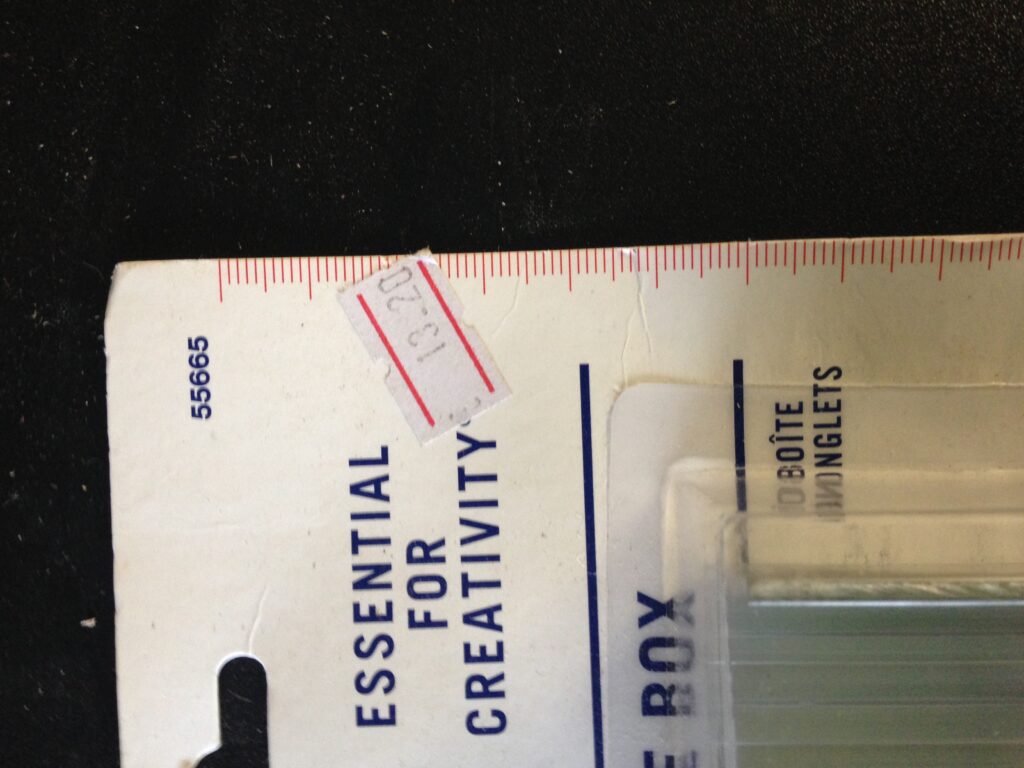 55665
13.20
ESSENTIAL
FOR
CREATIVITY
BOX
BOÎTE
ONGLETS